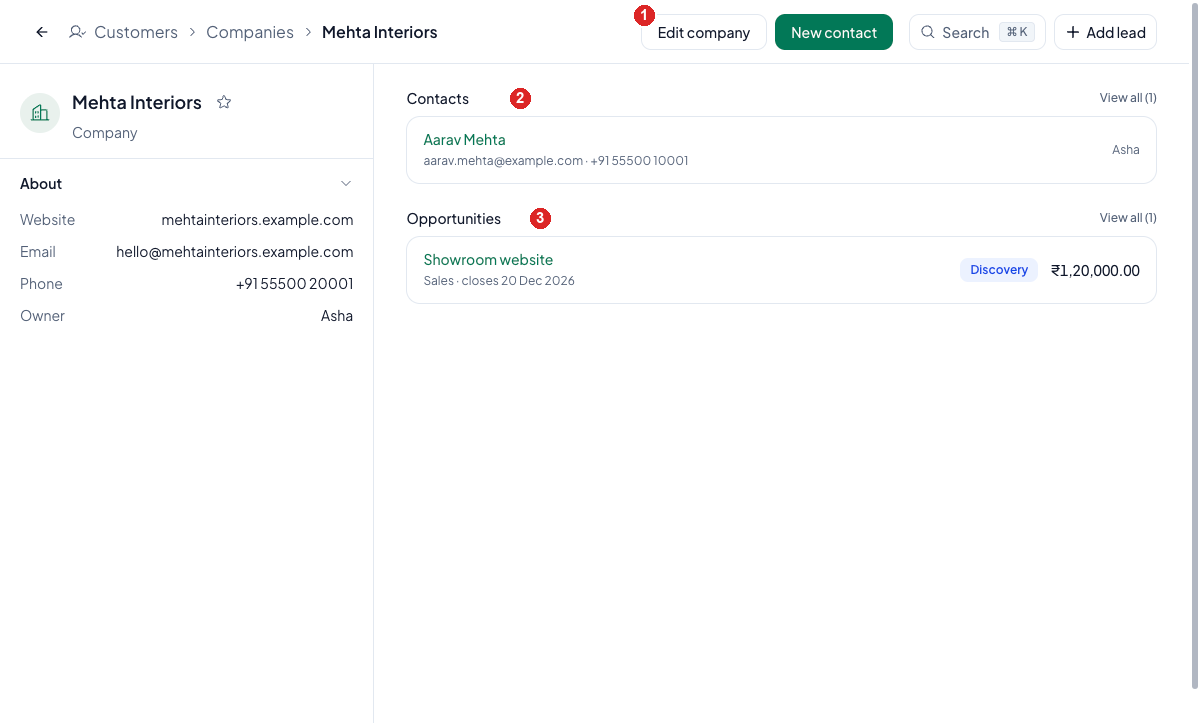 Customers > Companies > Mehta Interiors
1
Edit company
New contact
Search ⌘ K
+ Add lead
Mehta Interiors
Company
About
Website mehtainteriors.example.com
Email hello@mehtainteriors.example.com
Phone +91 55500 20001
Owner Asha
Contacts 2 View all (1)
Aarav Mehta
aarav.mehta@example.com · +91 55500 10001
Asha
Opportunities 3 View all (1)
Showroom website
Sales · closes 20 Dec 2026
Discovery ₹1,20,000.00